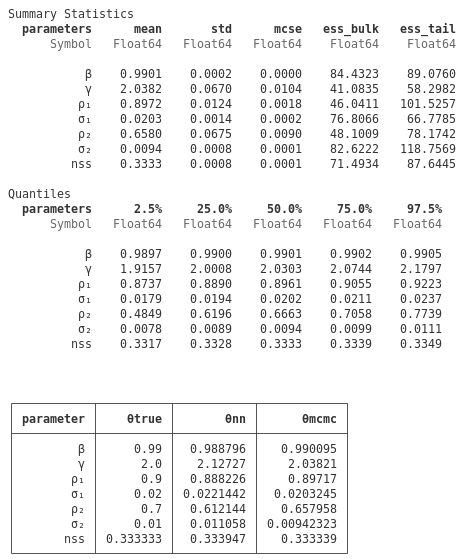 Summary Statistics
parameters mean std mcse ess_bulk ess_tail
Symbol Float64 Float64 Float64 Float64 Float64
β 0.9901 0.0002 0.0000 84.4323 89.0760
γ 2.0382 0.0670 0.0104 41.0835 58.2982
ρ₁ 0.8972 0.0124 0.0018 46.0411 101.5257
σ₁ 0.0203 0.0014 0.0002 76.8066 66.7785
ρ₂ 0.6580 0.0675 0.0090 48.1009 78.1742
σ₂ 0.0094 0.0008 0.0001 82.6222 118.7569
nss 0.3333 0.0008 0.0001 71.4934 87.6445
Quantiles
parameters 2.5% 25.0% 50.0% 75.0% 97.5%
Symbol Float64 Float64 Float64 Float64 Float64
β 0.9897 0.9900 0.9901 0.9902 0.9905
γ 1.9157 2.0008 2.0303 2.0744 2.1797
ρ₁ 0.8737 0.8890 0.8961 0.9055 0.9223
σ₁ 0.0179 0.0194 0.0202 0.0211 0.0237
ρ₂ 0.4849 0.6196 0.6663 0.7058 0.7739
σ₂ 0.0078 0.0089 0.0094 0.0099 0.0111
nss 0.3317 0.3328 0.3333 0.3339 0.3349
parameter θtrue θnn θmcmc
β 0.99 0.988796 0.990095
γ 2.0 2.12727 2.03821
ρ₁ 0.9 0.888226 0.89717
σ₁ 0.02 0.0221442 0.0203245
ρ₂ 0.7 0.612144 0.657958
σ₂ 0.01 0.011058 0.00942323
nss 0.333333 0.333947 0.333339